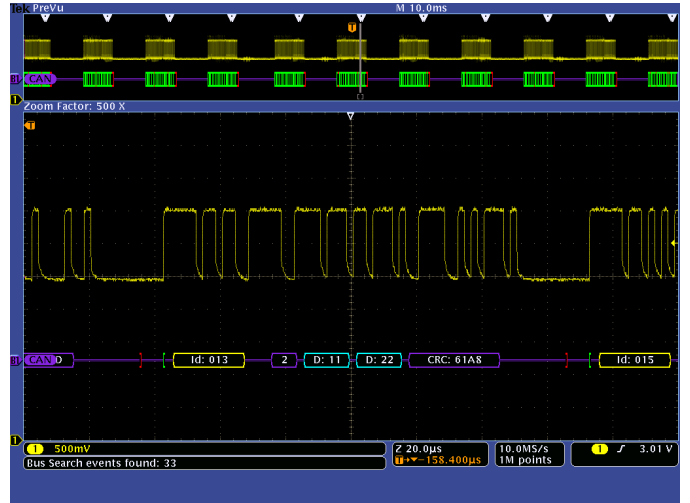 Tek PreVu M 10.0ms
T
B1 CAN
1
Zoom Factor: 500 X
T
B1 CAN D Id: 013 2 D: 11 D: 22 CRC: 61A8 Id: 015
1
1 500mV Z 20.0µs 10.0MS/s 1 3.01 V
T→▼-158.400µs 1M points
Bus Search events found: 33